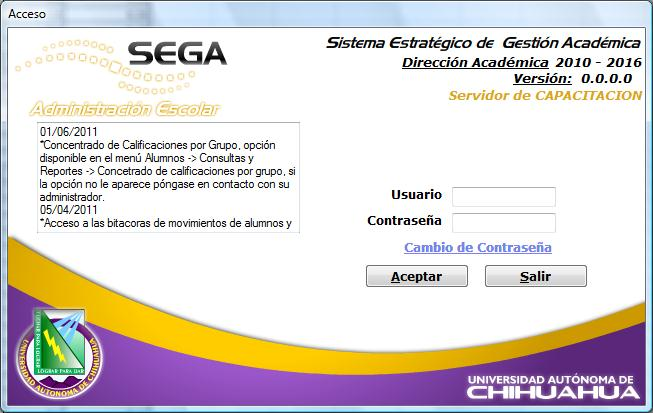 Acceso
SEGA
Sistema Estratégico de Gestión Académica
Dirección Académica 2010 - 2016
Versión: 0.0.0.0
Servidor de CAPACITACION
Administración Escolar
01/06/2011
*Concentrado de Calificaciones por Grupo, opción
disponible en el menú Alumnos -> Consultas y
Reportes -> Concetrado de calificaciones por grupo, si
la opción no le aparece póngase en contacto con su
administrador.
05/04/2011
*Acceso a las bitacoras de movimientos de alumnos y
Usuario
Contraseña
Cambio de Contraseña
Aceptar
Salir
LUCHAR PARA LOGRAR
LOGRAR PARA DAR
UNIVERSIDAD AUTONOMA DE CHIHUAHUA
UNIVERSIDAD AUTÓNOMA DE
CHIHUAHUA